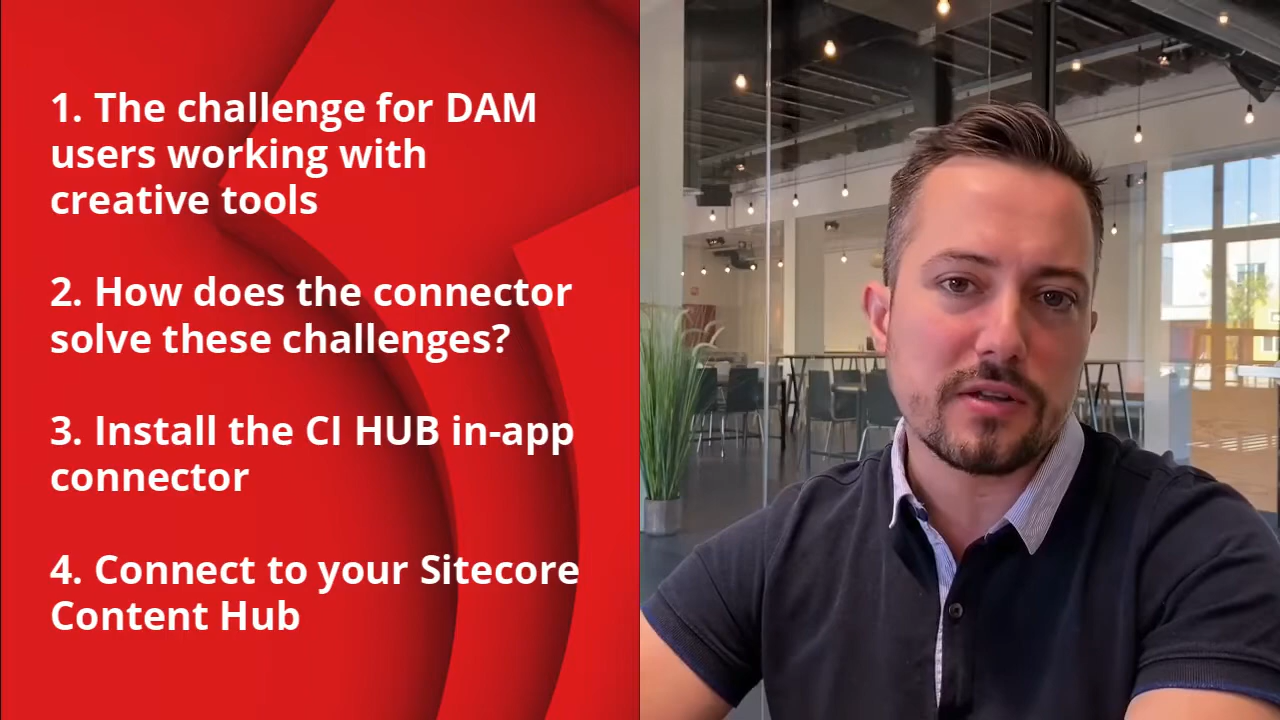 1. The challenge for DAM
users working with
creative tools
2. How does the connector
solve these challenges?
3. Install the CI HUB in-app
connector
4. Connect to your Sitecore
Content Hub